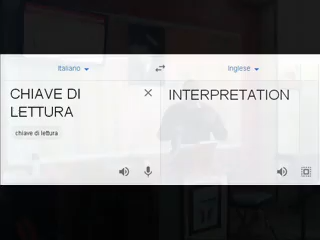 italiano
inglese
CHIAVE DI
LETTURA
chiave di lettura
INTERPRETATION